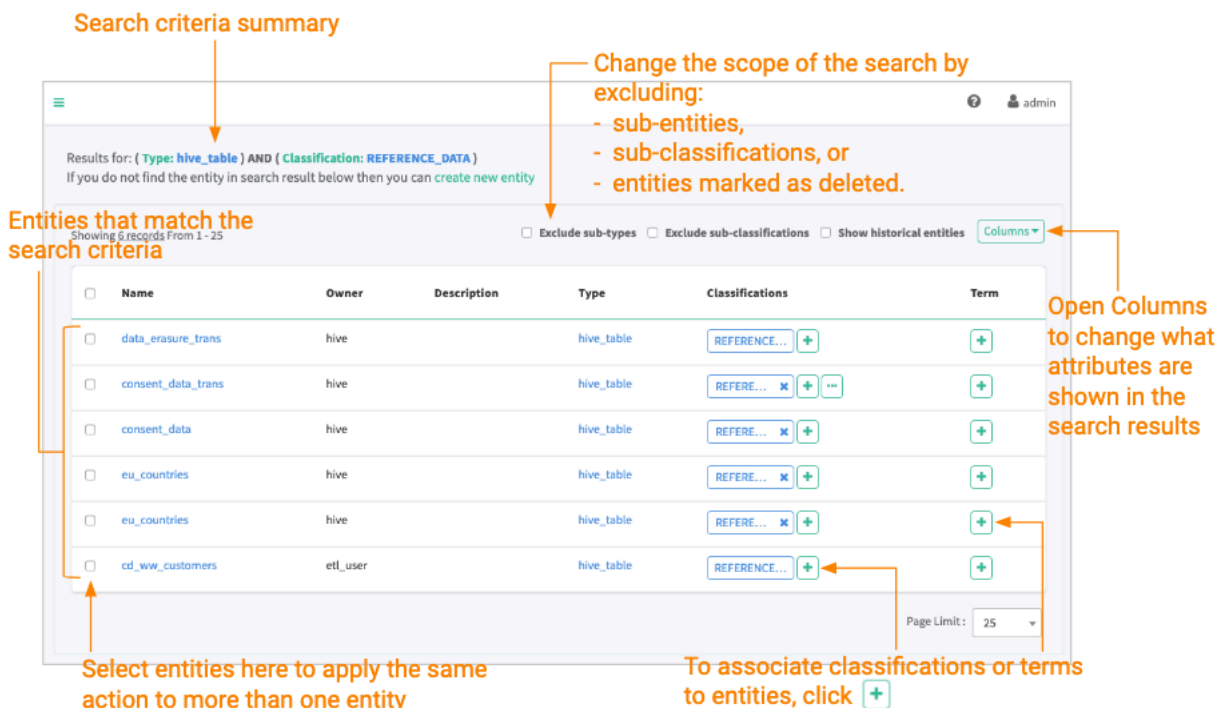 Search criteria summary
Change the scope of the search by
excluding:
- sub-entities,
- sub-classifications, or
- entities marked as deleted.
admin
Results for: ( Type: hive_table ) AND ( Classification: REFERENCE_DATA )
If you do not find the entity in search result below then you can create new entity
Entities that match the
search criteria
Showing 6 records From 1 - 25
Exclude sub-types Exclude sub-classifications Show historical entities Columns
Name Owner Description Type Classifications Term
data_erasure_trans hive hive_table REFERENCE... +
consent_data_trans hive hive_table REFERE... +
consent_data hive hive_table REFERE... +
eu_countries hive hive_table REFERE... +
eu_countries hive hive_table REFERE... +
cd_ww_customers etl_user hive_table REFERENCE... +
Open Columns
to change what
attributes are
shown in the
search results
Page Limit : 25
Select entities here to apply the same
action to more than one entity
To associate classifications or terms
to entities, click +